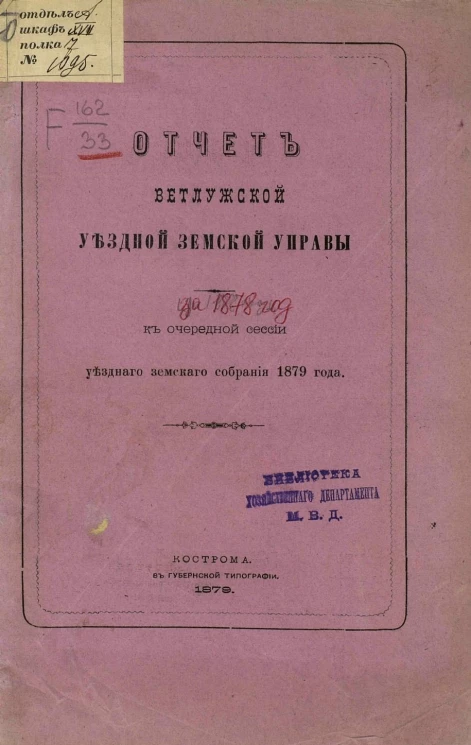 отдѣлъ А.
шкафъ XVII
полка 7
№ 1095.
F 162
33
ОТЧЕТЪ
ВЕТЛУЖСКОЙ
УѢЗДНОЙ ЗЕМСКОЙ УПРАВЫ
за 1878 год
къ очередной сессіи
уѣзднаго земскаго собранія 1879 года.
БИБЛІОТЕКА
ХОЗЯЙСТВЕННАГО ДЕПАРТАМЕНТА
М. В. Д.
КОСТРОМА.
ВЪ ГУБЕРНСКОЙ ТИПОГРАФІИ.
1879.